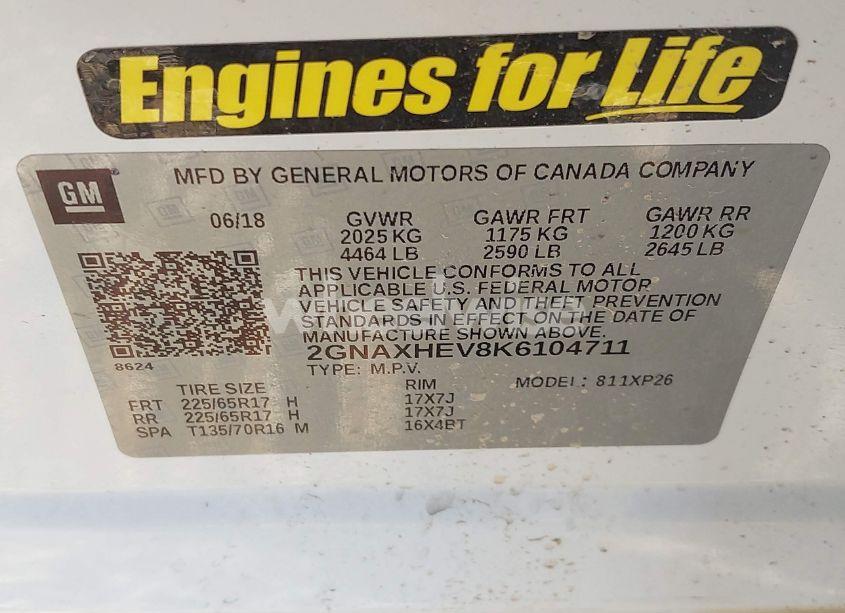 Engines for Life
GM
MFD BY GENERAL MOTORS OF CANADA COMPANY
06/18 GVWR GAWR FRT GAWR RR
2025 KG 1175 KG 1200 KG
4464 LB 2590 LB 2645 LB
THIS VEHICLE CONFORMS TO ALL
APPLICABLE U.S. FEDERAL MOTOR
VEHICLE SAFETY AND THEFT PREVENTION
STANDARDS IN EFFECT ON THE DATE OF
MANUFACTURE SHOWN ABOVE.
8624
2GNAXHEV8K6104711
TYPE: M.P.V.
TIRE SIZE RIM MODEL: 811XP26
FRT 225/65R17 H 17X7J
RR 225/65R17 H 17X7J
SPA T135/70R16 M 16X4BT